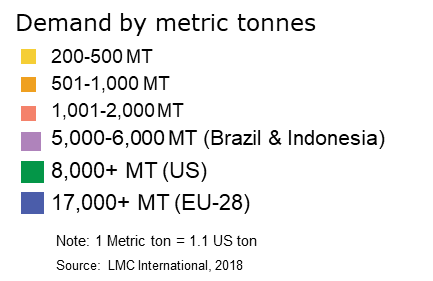 Demand by metric tonnes
200-500 MT
501-1,000 MT
1,001-2,000 MT
5,000-6,000 MT (Brazil & Indonesia)
8,000+ MT (US)
17,000+ MT (EU-28)
Note: 1 Metric ton = 1.1 US ton
Source: LMC International, 2018